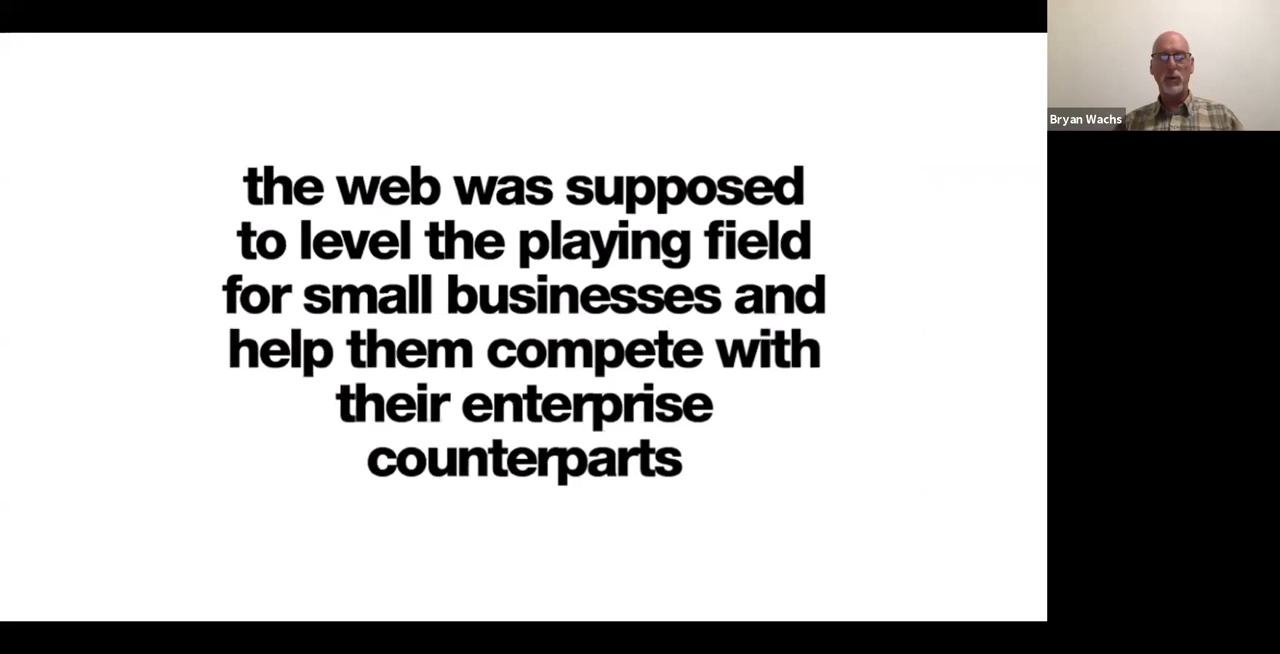 the web was supposed
to level the playing field
for small businesses and
help them compete with
their enterprise
counterparts
Bryan Wachs